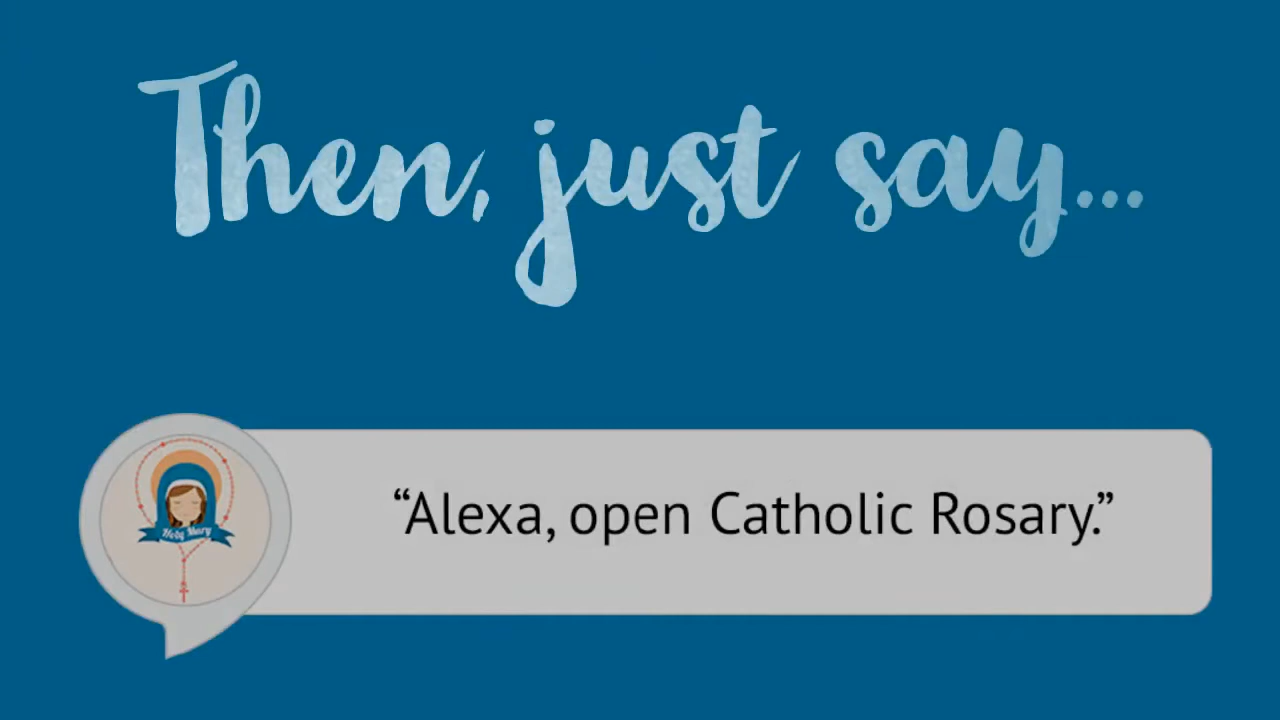 Then, just say...
Holy Mary
“Alexa, open Catholic Rosary.”